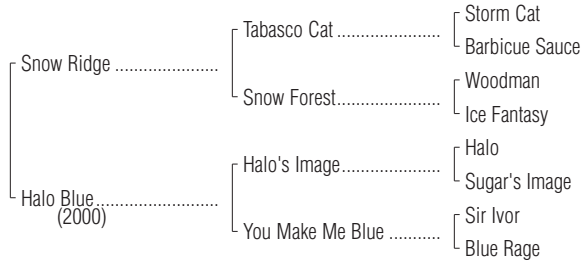 Storm Cat
Tabasco Cat ......................
Barbicue Sauce
Snow Ridge ......................
Woodman
Snow Forest......................
Ice Fantasy
Halo
Halo's Image.....................
Sugar's Image
Halo Blue..........................
(2000)
Sir Ivor
You Make Me Blue ...........
Blue Rage